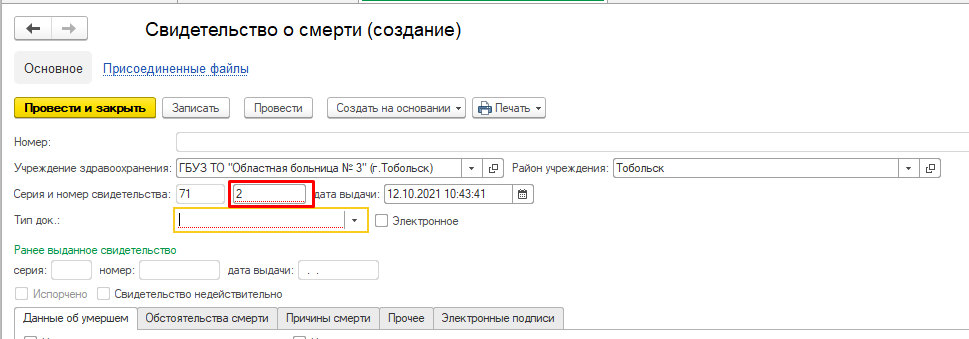 Свидетельство о смерти (создание)
Основное Присоединенные файлы
Провести и закрыть Записать Провести Создать на основании Печать
Номер:
Учреждение здравоохранения: ГБУЗ ТО "Областная больница № 3" (г.Тобольск) Район учреждения: Тобольск
Серия и номер свидетельства: 71 2 дата выдачи: 12.10.2021 10:43:41
Тип док.: Электронное
Ранее выданное свидетельство
серия: номер: дата выдачи: . .
Испорчено Свидетельство недействительно
Данные об умершем Обстоятельства смерти Причины смерти Прочее Электронные подписи